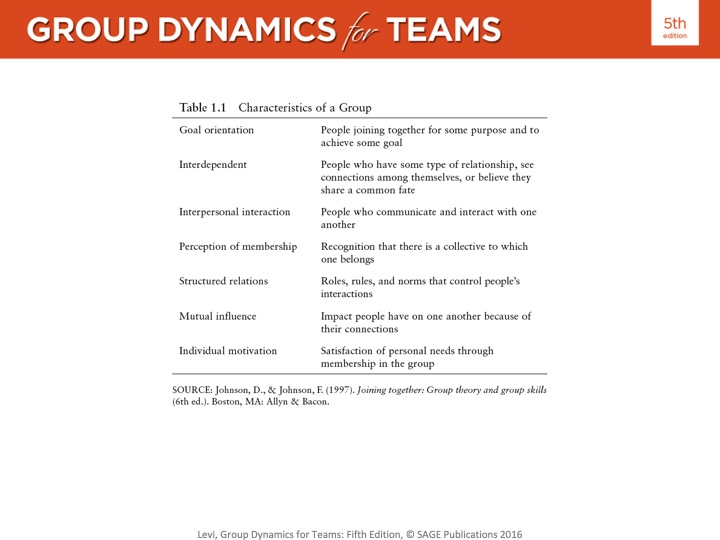 GROUP DYNAMICS for TEAMS
5th
edition
Table 1.1 Characteristics of a Group
Goal orientation People joining together for some purpose and to
achieve some goal
Interdependent People who have some type of relationship, see
connections among themselves, or believe they
share a common fate
Interpersonal interaction People who communicate and interact with one
another
Perception of membership Recognition that there is a collective to which
one belongs
Structured relations Roles, rules, and norms that control people's
interactions
Mutual influence Impact people have on one another because of
their connections
Individual motivation Satisfaction of personal needs through
membership in the group
SOURCE: Johnson, D., & Johnson, F. (1997). Joining together: Group theory and group skills
(6th ed.). Boston, MA: Allyn & Bacon.
Levi, Group Dynamics for Teams: Fifth Edition, © SAGE Publications 2016